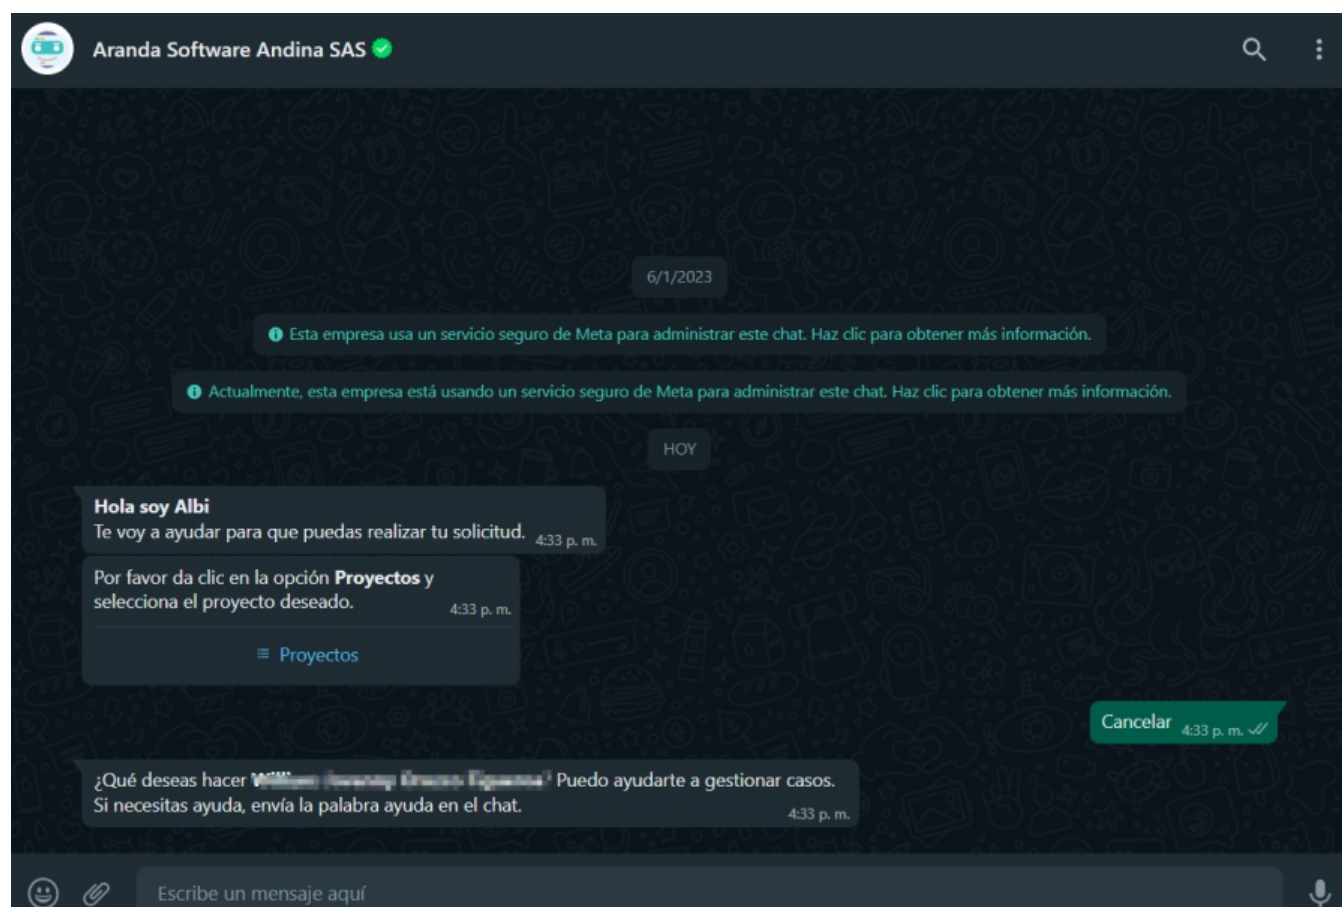 Aranda Software Andina SAS
6/1/2023
Esta empresa usa un servicio seguro de Meta para administrar este chat. Haz clic para obtener más información.
Actualmente, esta empresa está usando un servicio seguro de Meta para administrar este chat. Haz clic para obtener más información.
HOY
Hola soy Albi
Te voy a ayudar para que puedas realizar tu solicitud. 4:33 p. m.
Por favor da clic en la opción Proyectos y
selecciona el proyecto deseado. 4:33 p. m.
Proyectos
Cancelar 4:33 p. m.
¿Qué deseas hacer Puedo ayudarte a gestionar casos.
Si necesitas ayuda, envía la palabra ayuda en el chat. 4:33 p. m.
Escribe un mensaje aquí